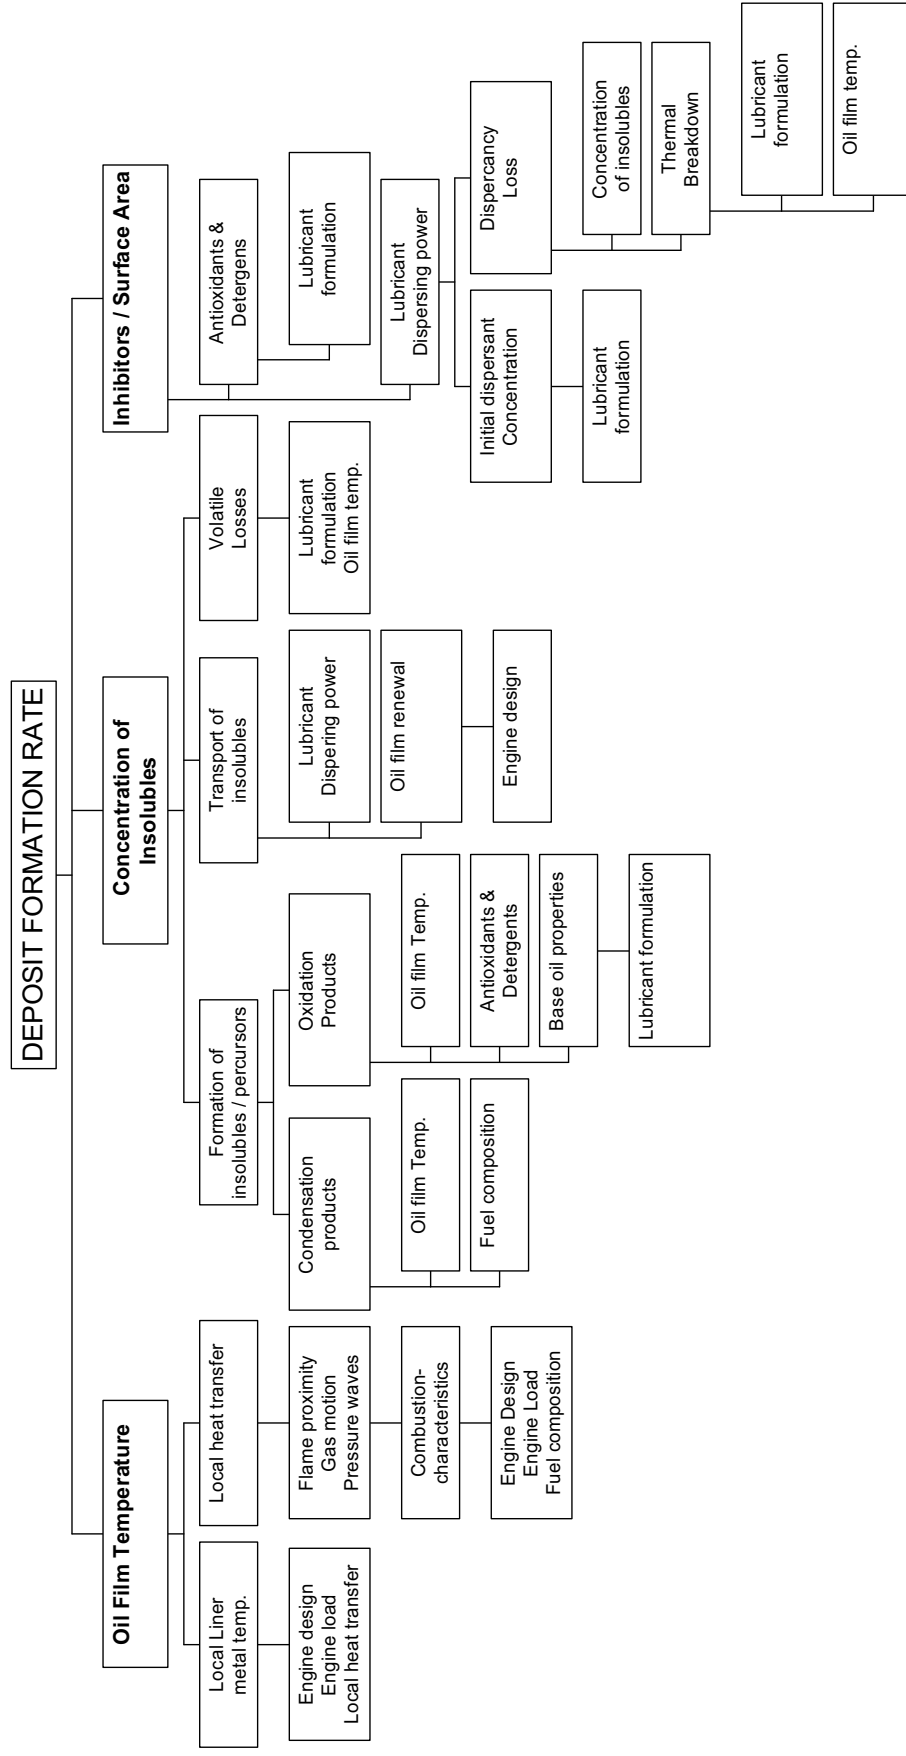 DEPOSIT FORMATION RATE
Oil Film Temperature
Local Liner
metal temp.
Engine design
Engine load
Local heat transfer
Local heat transfer
Flame proximity
Gas motion
Pressure waves
Combustion-
characteristics
Engine Design
Engine Load
Fuel composition
Concentration of
Insolubles
Formation of
insolubles / percursors
Condensation
products
Oil film Temp.
Fuel composition
Oxidation
Products
Oil film Temp.
Antioxidants &
Detergents
Base oil properties
Lubricant formulation
Transport of
insolubles
Lubricant
Dispering power
Oil film renewal
Engine design
Volatile
Losses
Lubricant
formulation
Oil film temp.
Inhibitors / Surface Area
Antioxidants &
Detergens
Lubricant
formulation
Lubricant
Dispersing power
Initial dispersant
Concentration
Lubricant
formulation
Dispercancy
Loss
Concentration
of insolubles
Thermal
Breakdown
Lubricant
formulation
Oil film temp.